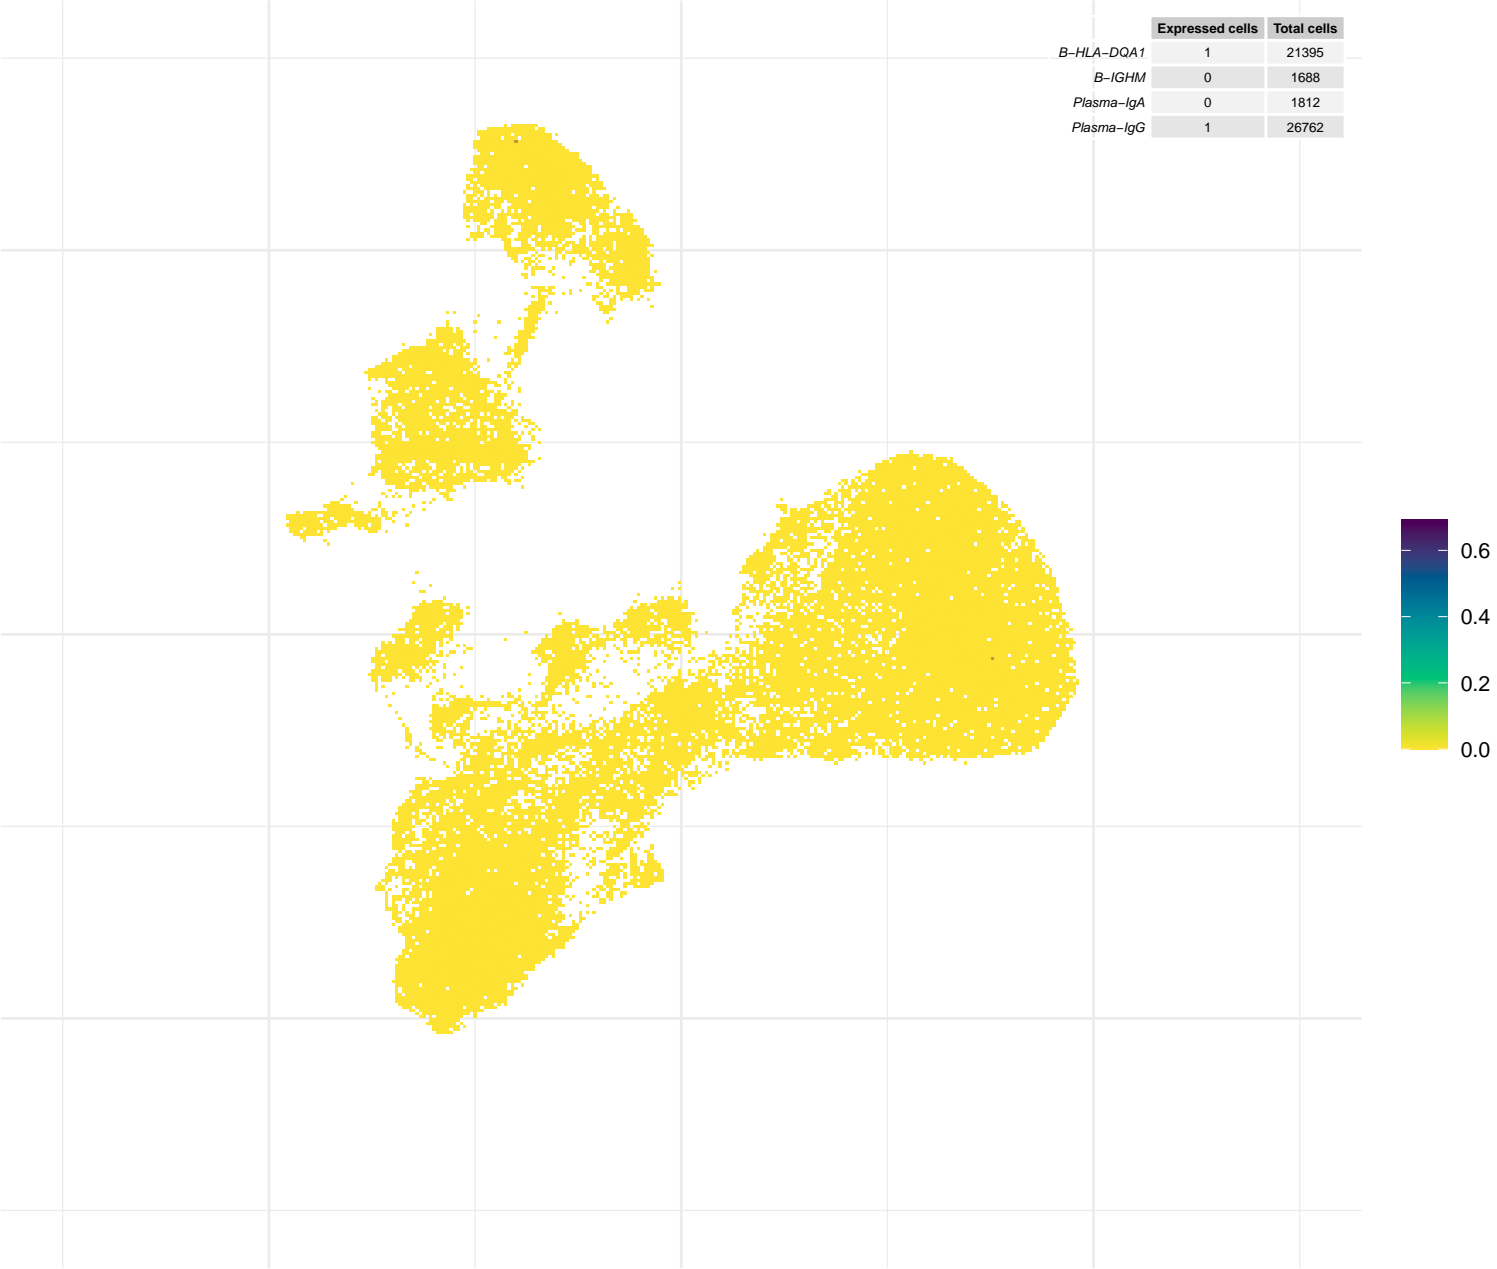 Expressed cells Total cells
B−HLA−DQA1 1 21395
B−IGHM 0 1688
Plasma−IgA 0 1812
Plasma−IgG 1 26762
0.6
0.4
0.2
0.0